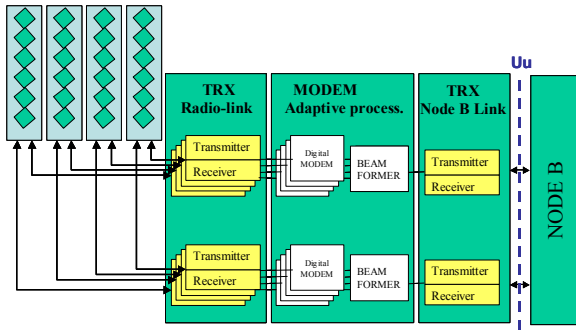 TRX
Radio-link
MODEM
Adaptive process.
TRX
Node B Link
Uu
Transmitter
Receiver
Digital
MODEM
BEAM
FORMER
Transmitter
Receiver
NODE B
Transmitter
Receiver
Digital
MODEM
BEAM
FORMER
Transmitter
Receiver